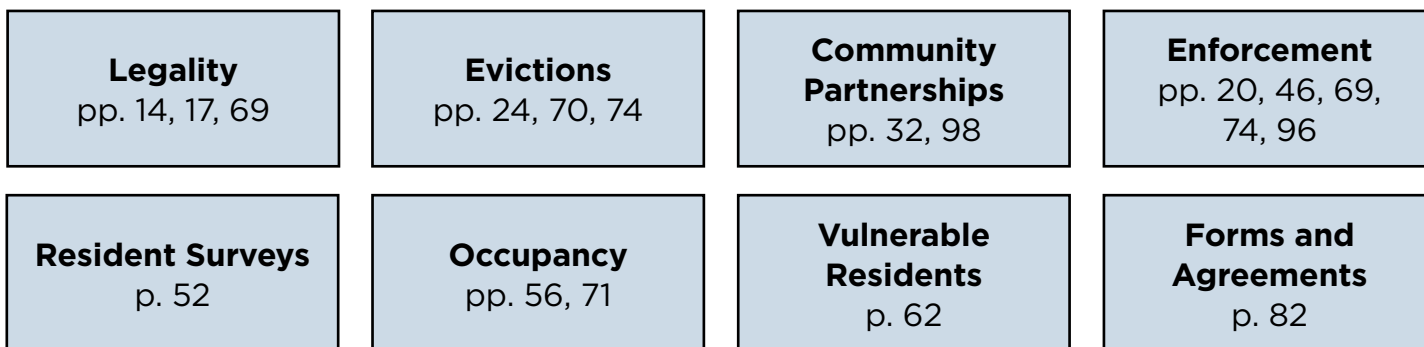 Legality
pp. 14, 17, 69
Evictions
pp. 24, 70, 74
Community
Partnerships
pp. 32, 98
Enforcement
pp. 20, 46, 69,
74, 96
Resident Surveys
p. 52
Occupancy
pp. 56, 71
Vulnerable
Residents
p. 62
Forms and
Agreements
p. 82